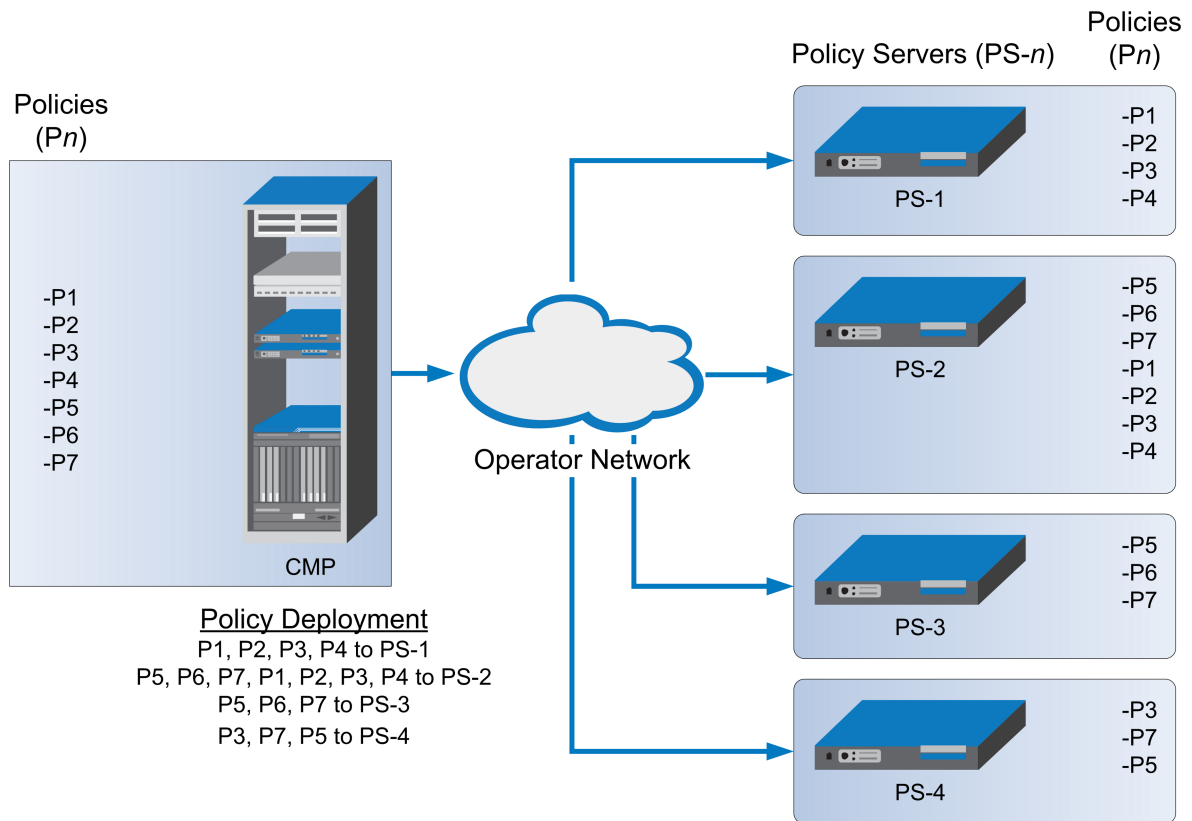 Policies
(Pn)
-P1
-P2
-P3
-P4
-P5
-P6
-P7
CMP
Policy Deployment
P1, P2, P3, P4 to PS-1
P5, P6, P7, P1, P2, P3, P4 to PS-2
P5, P6, P7 to PS-3
P3, P7, P5 to PS-4
Operator Network
Policy Servers (PS-n)
Policies
(Pn)
PS-1
-P1
-P2
-P3
-P4
PS-2
-P5
-P6
-P7
-P1
-P2
-P3
-P4
PS-3
-P5
-P6
-P7
PS-4
-P3
-P7
-P5